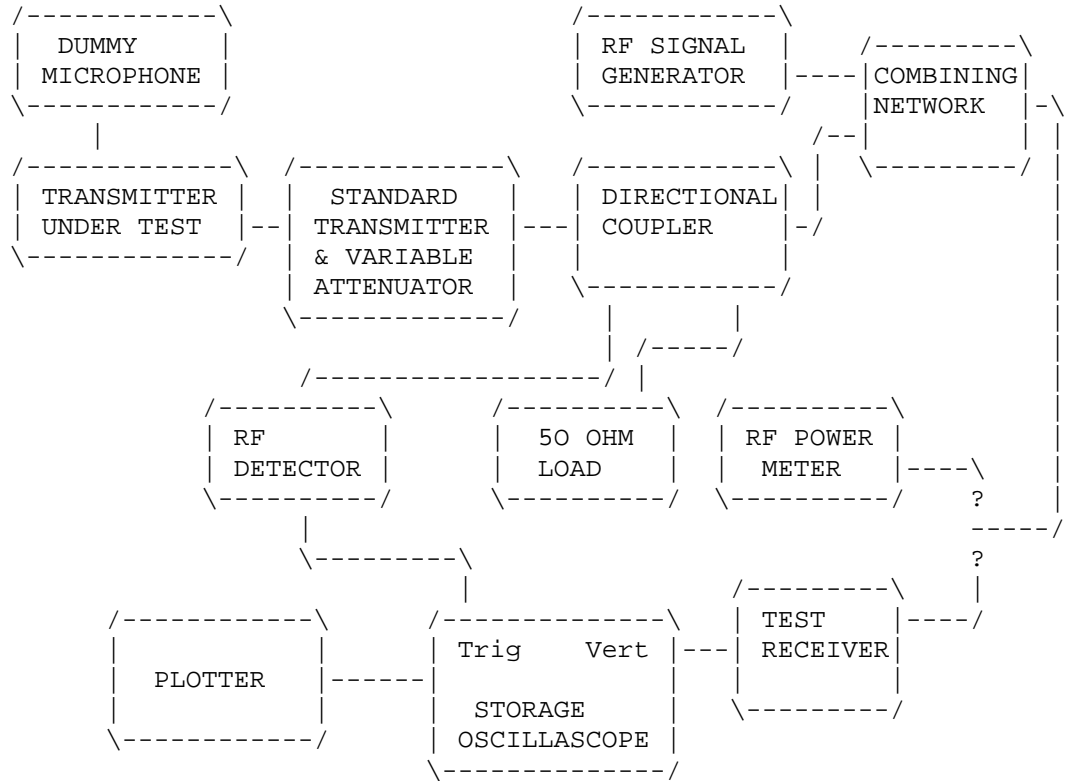 DUMMY
MICROPHONE
RF SIGNAL
GENERATOR
COMBINING
NETWORK
TRANSMITTER
UNDER TEST
STANDARD
TRANSMITTER
& VARIABLE
ATTENUATOR
DIRECTIONAL
COUPLER
RF
DETECTOR
50 OHM
LOAD
RF POWER
METER
?
?
PLOTTER
Trig Vert
STORAGE
OSCILLASCOPE
TEST
RECEIVER